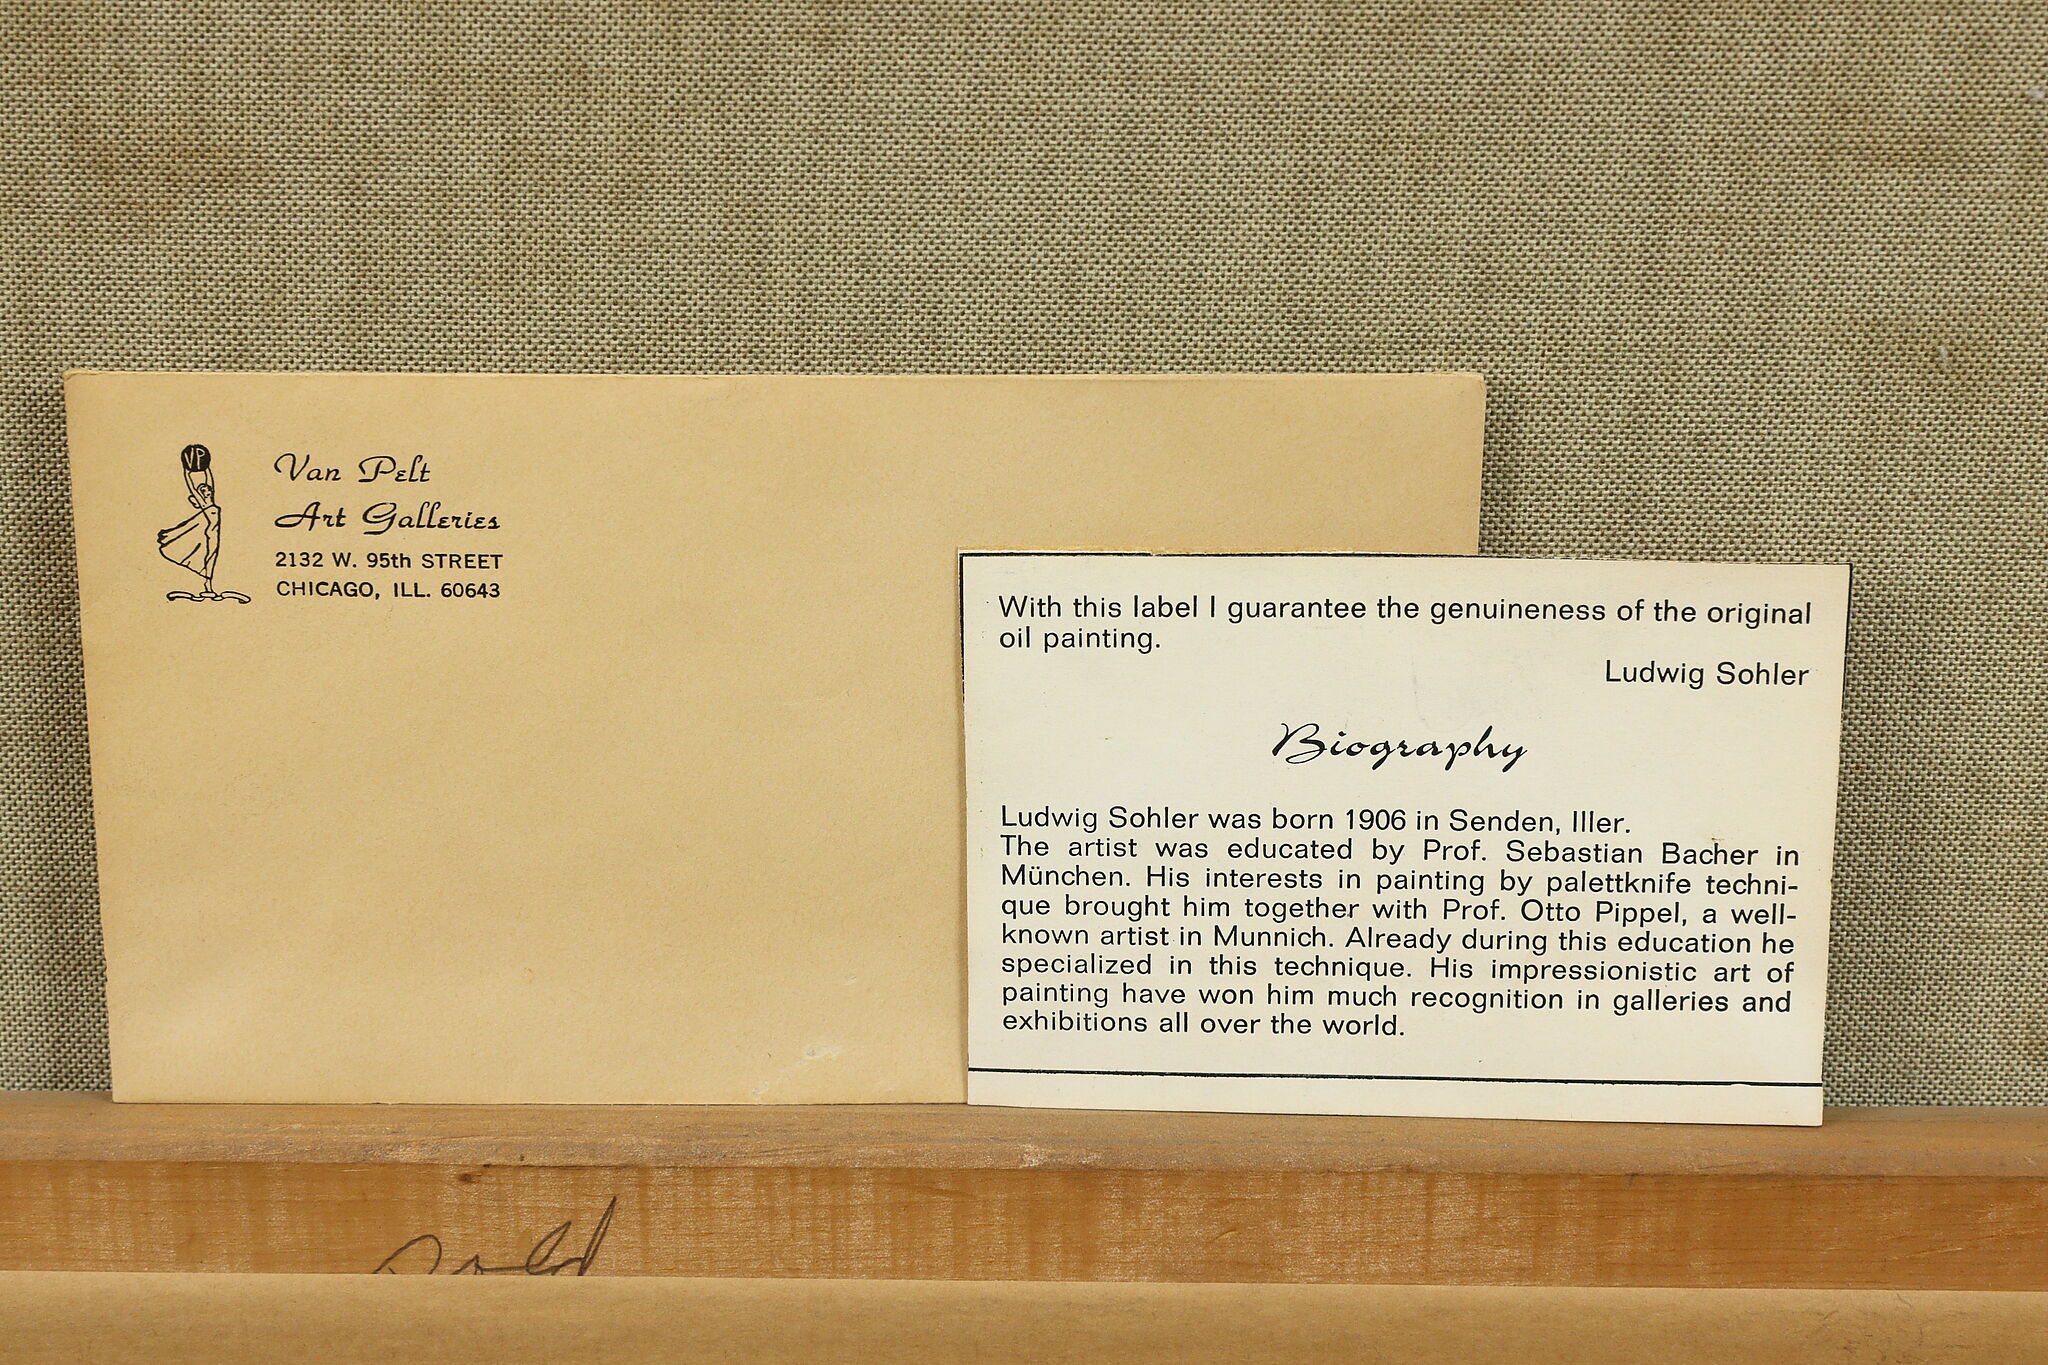 VP
Van Pelt
Art Galleries
2132 W. 95th STREET
CHICAGO, ILL. 60643
With this label I guarantee the genuineness of the original
oil painting.
Ludwig Sohler
Biography
Ludwig Sohler was born 1906 in Senden, Iller.
The artist was educated by Prof. Sebastian Bacher in
München. His interests in painting by palettknife techni-
que brought him together with Prof. Otto Pippel, a well-
known artist in Munnich. Already during this education he
specialized in this technique. His impressionistic art of
painting have won him much recognition in galleries and
exhibitions all over the world.
Sold